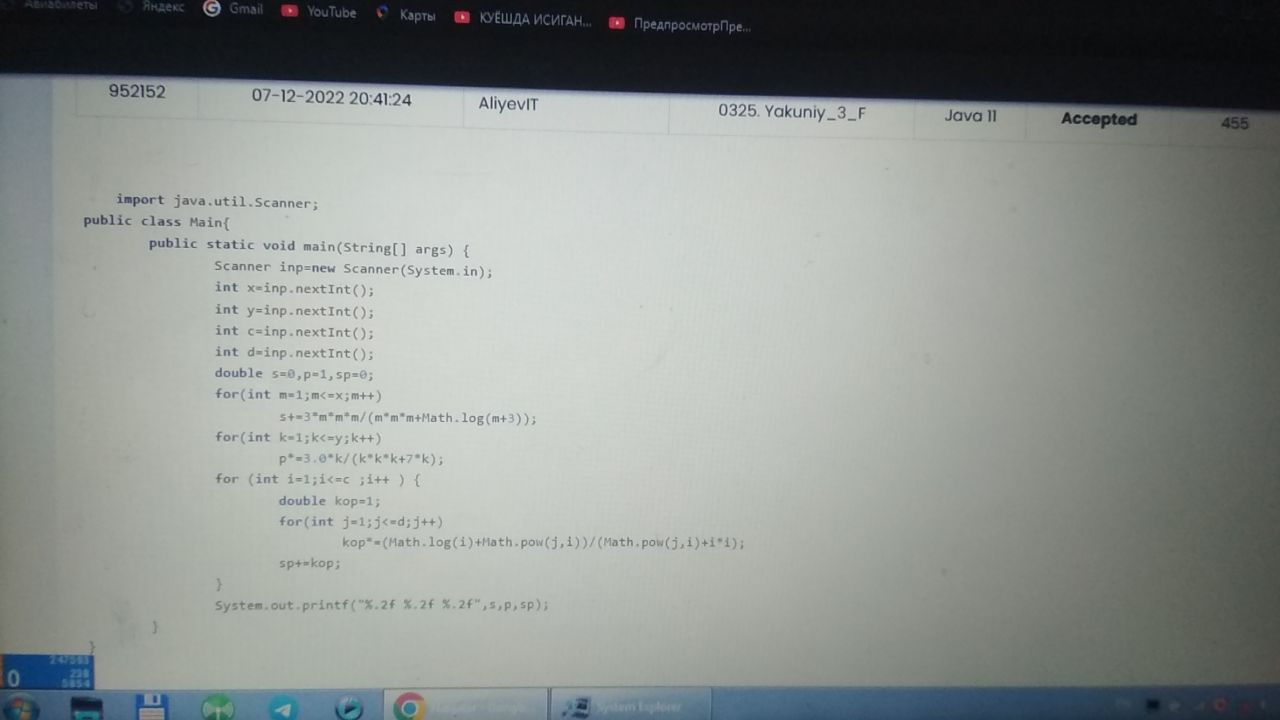 Авиабилеты Яндекс Gmail YouTube Карты КУЁШДА ИСИГАН... ПредпросмотрПре...
952152 07-12-2022 20:41:24 AliyevIT 0325. Yakuniy_3_F Java 11 Accepted 455
import java.util.Scanner;
public class Main{
public static void main(String[] args) {
Scanner inp=new Scanner(System.in);
int x=inp.nextInt();
int y=inp.nextInt();
int c=inp.nextInt();
int d=inp.nextInt();
double s=0,p=1,sp=0;
for(int m=1;m<=x;m++)
s+=3*m*m*m/(m*m*m+Math.log(m+3));
for(int k=1;k<=y;k++)
p*=3.0*k/(k*k*k+7*k);
for (int i=1;i<=c ;i++ ) {
double kop=1;
for(int j=1;j<=d;j++)
kop*=(Math.log(i)+Math.pow(j,i))/(Math.pow(j,i)+i*i);
sp+=kop;
}
System.out.printf("%.2f %.2f %.2f",s,p,sp);
}
}
0
238
5854
System Explorer